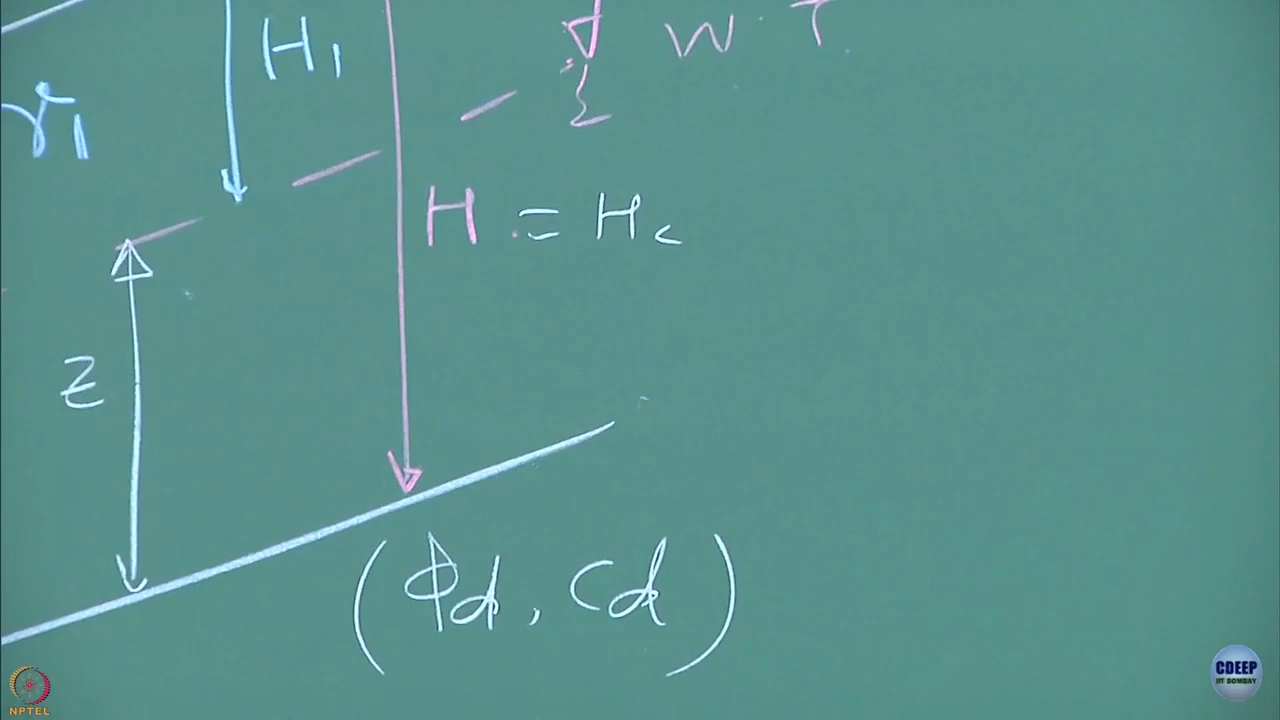 H₁
W.T
γ₁
H = Hc
z
(ϕd, cd)
NPTEL
CDEEP
IIT BOMBAY